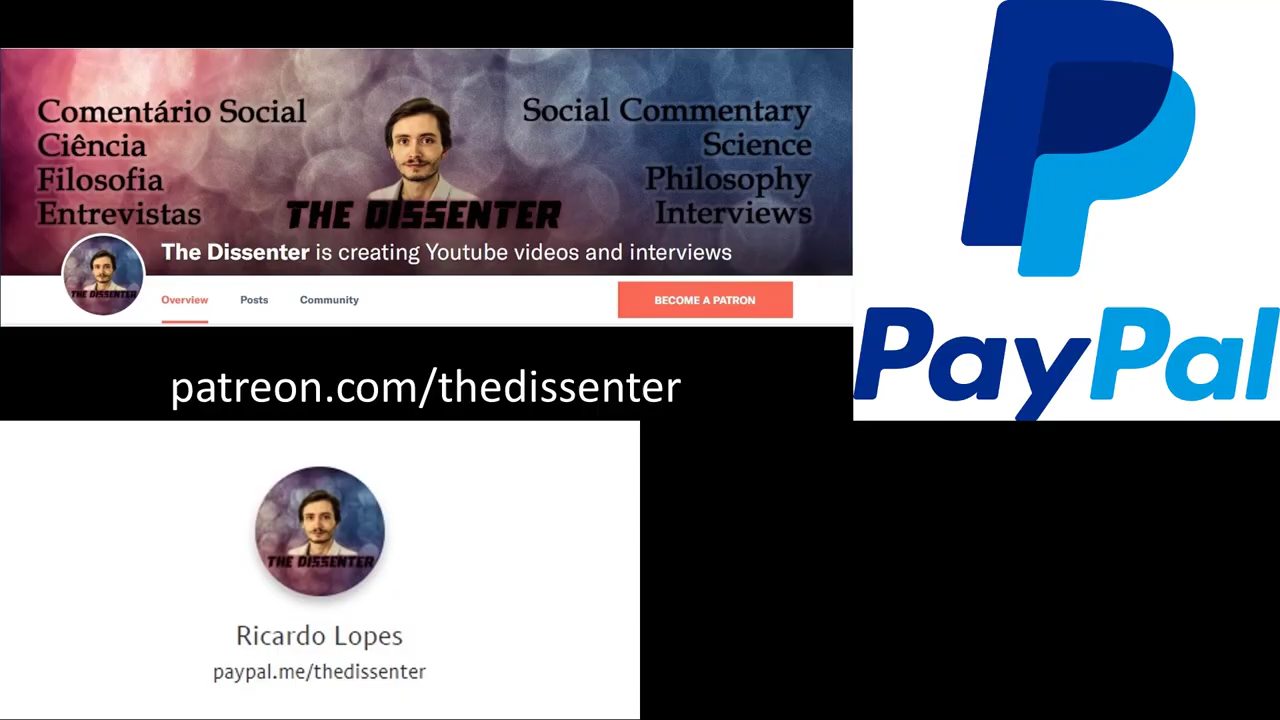 Comentário Social
Ciência
Filosofia
Entrevistas
Social Commentary
Science
Philosophy
Interviews
THE DISSENTER
The Dissenter is creating Youtube videos and interviews
THE DISSENTER
Overview Posts Community
BECOME A PATRON
patreon.com/thedissenter
PayPal
THE DISSENTER
Ricardo Lopes
paypal.me/thedissenter